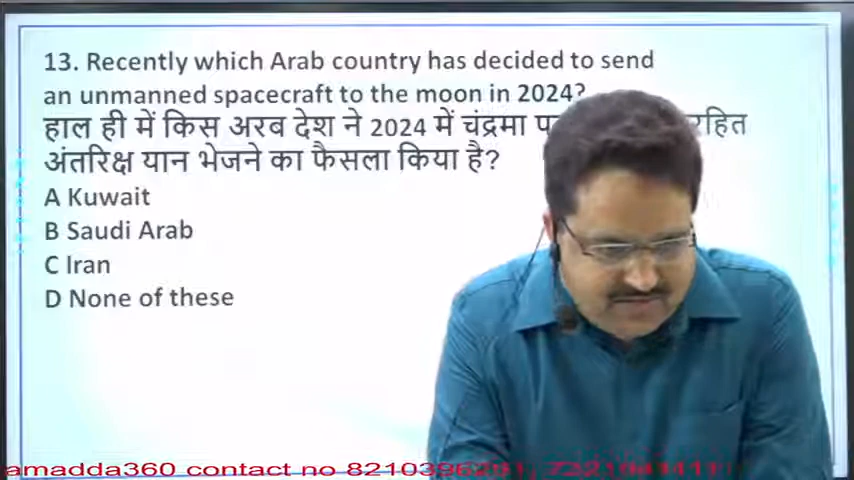 13. Recently which Arab country has decided to send
an unmanned spacecraft to the moon in 2024?
हाल ही में किस अरब देश ने 2024 में चंद्रमा रहित
अंतरिक्ष यान भेजने का फैसला किया है?
A Kuwait
B Saudi Arab
C Iran
D None of these
amadda360 contact no